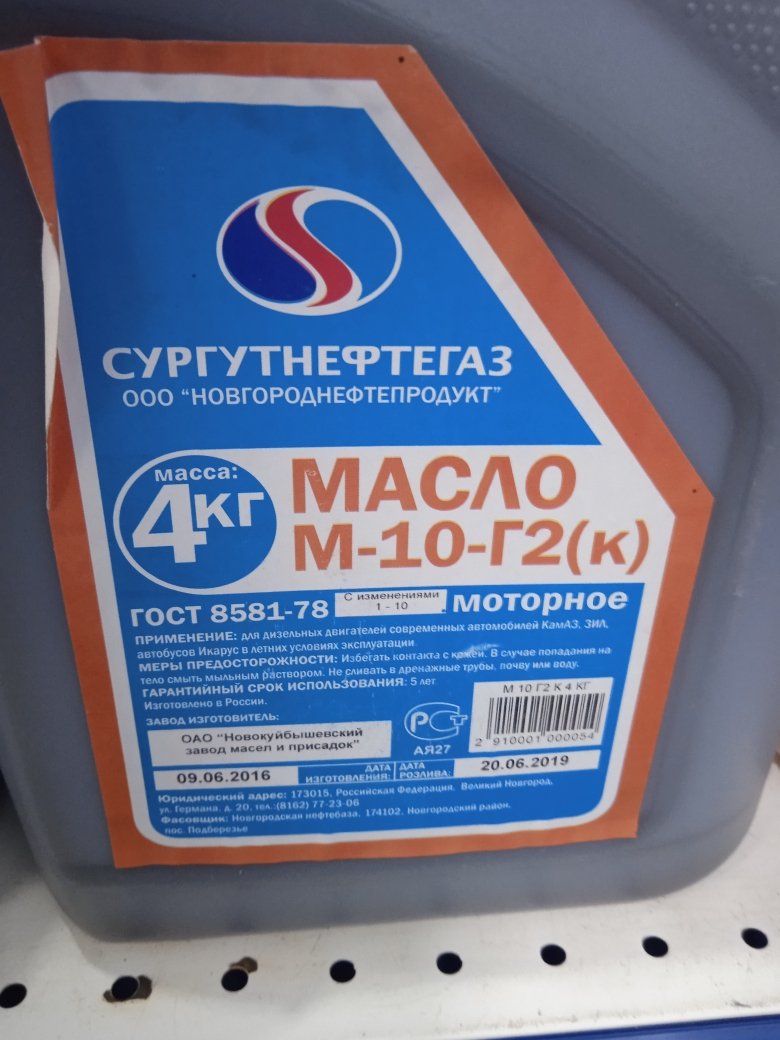 СУРГУТНЕФТЕГАЗ
ООО "НОВГОРОДНЕФТЕПРОДУКТ"
масса:
4кг
МАСЛО
М-10-Г2(к)
ГОСТ 8581-78
С изменениями
1 - 10
моторное
ПРИМЕНЕНИЕ: для дизельных двигателей современных автомобилей КамАЗ, ЗИЛ,
автобусов Икарус в летних условиях эксплуатации
МЕРЫ ПРЕДОСТОРОЖНОСТИ: Избегать контакта с кожей. В случае попадания на
тело смыть мыльным раствором. Не сливать в дренажные трубы, почву или воду.
ГАРАНТИЙНЫЙ СРОК ИСПОЛЬЗОВАНИЯ: 5 лет
Изготовлено в России.
ЗАВОД ИЗГОТОВИТЕЛЬ:
ОАО "Новокуйбышевский
завод масел и присадок"
РСТ
АЯ27
М 10 Г2 К 4 КГ
2 910001 000054
09.06.2016
ДАТА
ИЗГОТОВЛЕНИЯ:
ДАТА
РОЗЛИВА:
20.06.2019
Юридический адрес: 173015, Российская Федерация, Великий Новгород,
ул. Германа, д. 20, тел.:(8162) 77-23-06
Фасовщик: Новгородская нефтебаза, 174102, Новгородский район,
пос. Подберезье